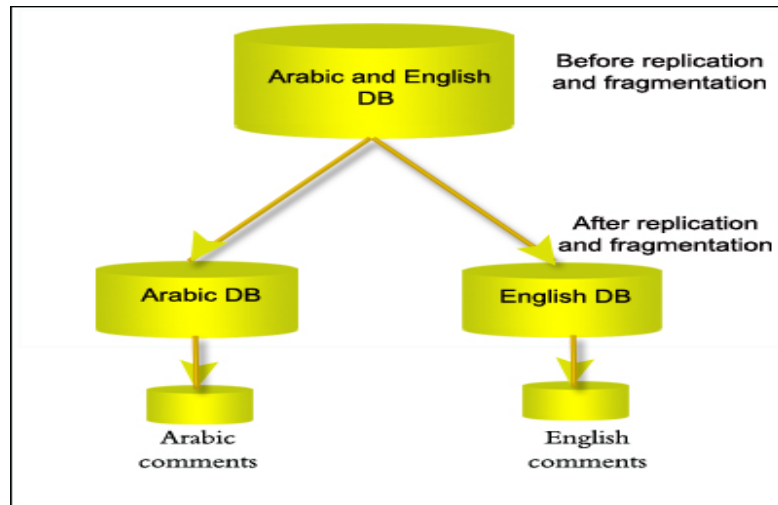 Arabic and English
DB
Before replication
and fragmentation
After replication
and fragmentation
Arabic DB
English DB
Arabic
comments
English
comments